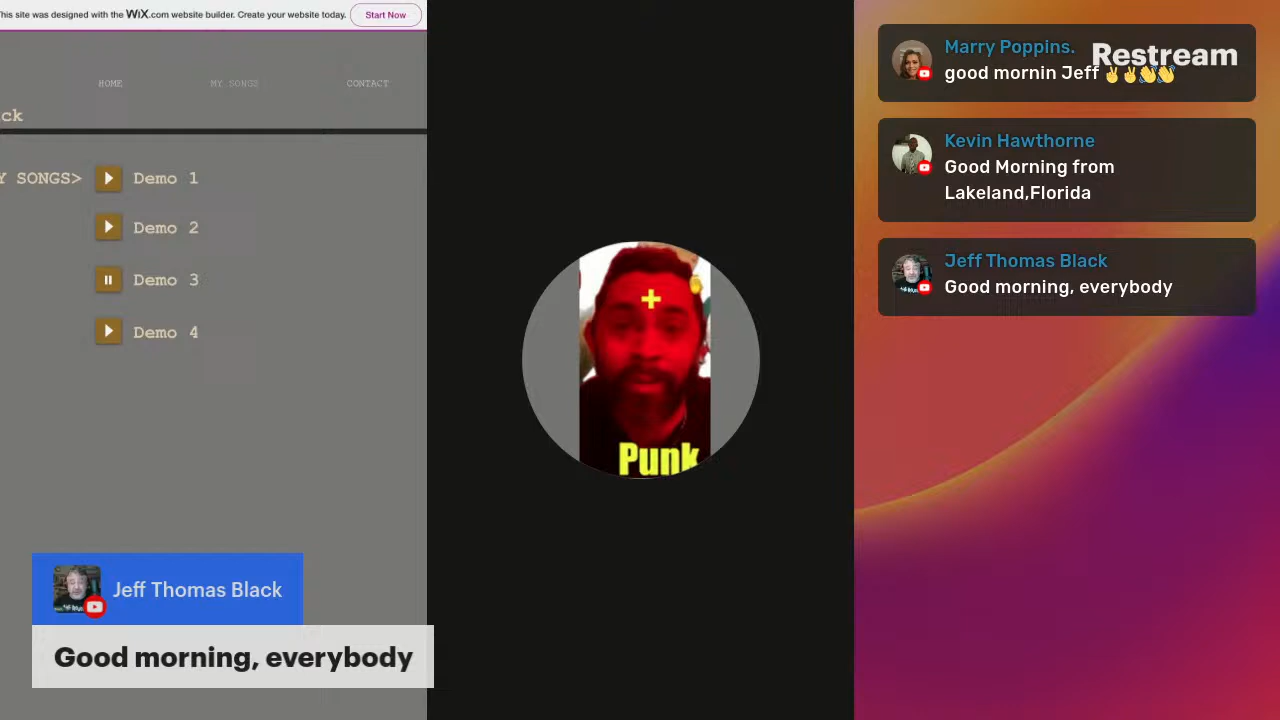 This site was designed with the WiX.com website builder. Create your website today.
Start Now
HOME
MY SONGS
CONTACT
ck
Y SONGS>
Demo 1
Demo 2
Demo 3
Demo 4
Jeff Thomas Black
Good morning, everybody
+
Punk
Restream
Marry Poppins.
good mornin Jeff ✌✌👋👋
Kevin Hawthorne
Good Morning from
Lakeland,Florida
Jeff Thomas Black
Good morning, everybody